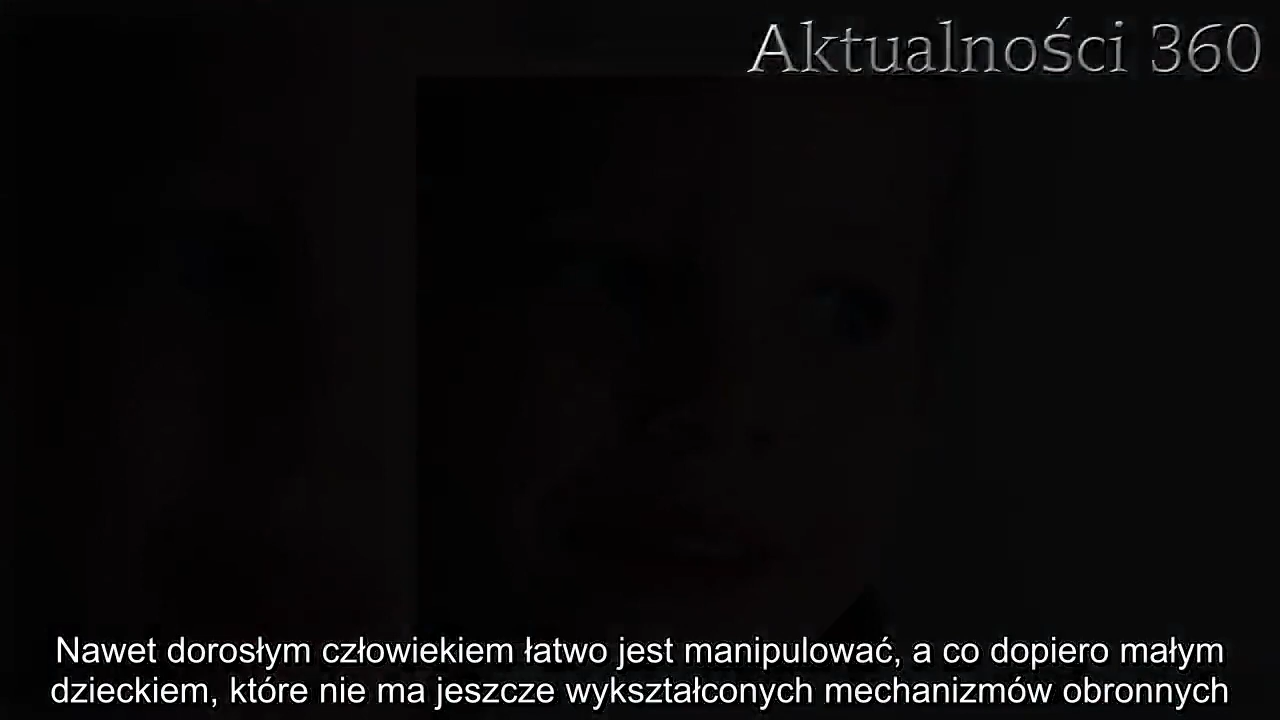 Aktualności 360
Nawet dorosłym człowiekiem łatwo jest manipulować, a co dopiero małym
dzieckiem, które nie ma jeszcze wykształconych mechanizmów obronnych